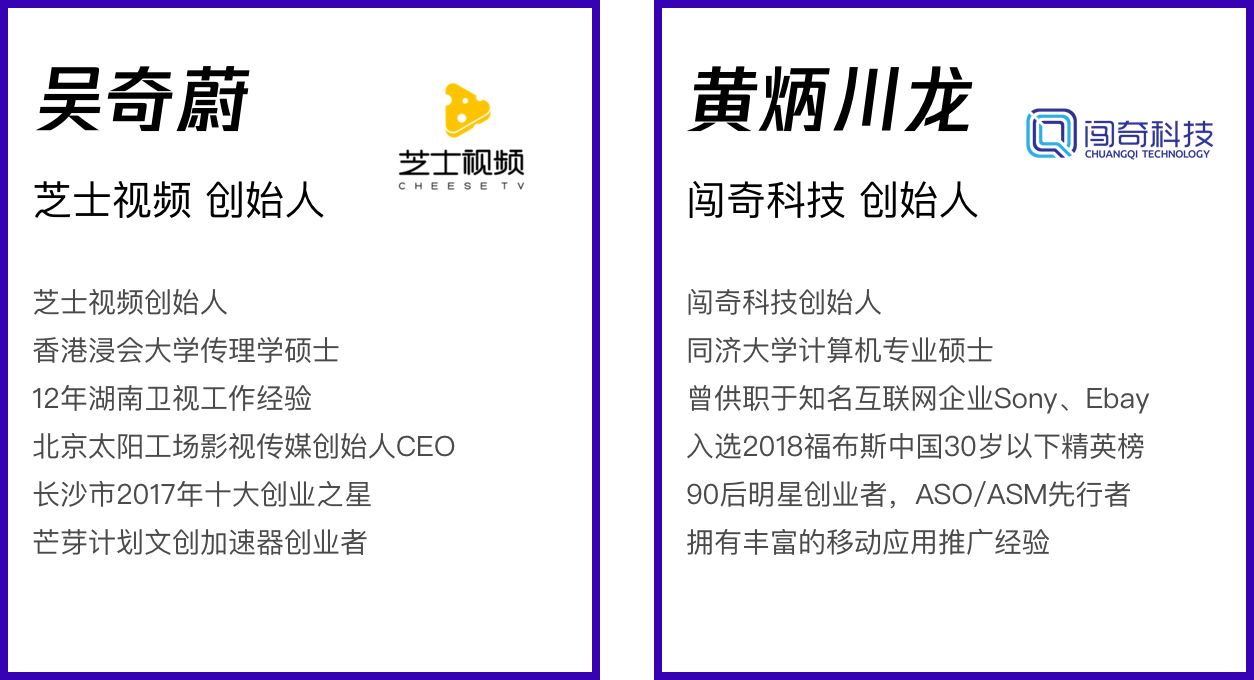 吴奇蔚
芝士视频
CHEESE TV
芝士视频 创始人
芝士视频创始人
香港浸会大学传理学硕士
12年湖南卫视工作经验
北京太阳工场影视传媒创始人CEO
长沙市2017年十大创业之星
芒芽计划文创加速器创业者
黄炳川龙
闯奇科技
CHUANGQI TECHNOLOGY
闯奇科技 创始人
闯奇科技创始人
同济大学计算机专业硕士
曾供职于知名互联网企业Sony、Ebay
入选2018福布斯中国30岁以下精英榜
90后明星创业者，ASO/ASM先行者
拥有丰富的移动应用推广经验